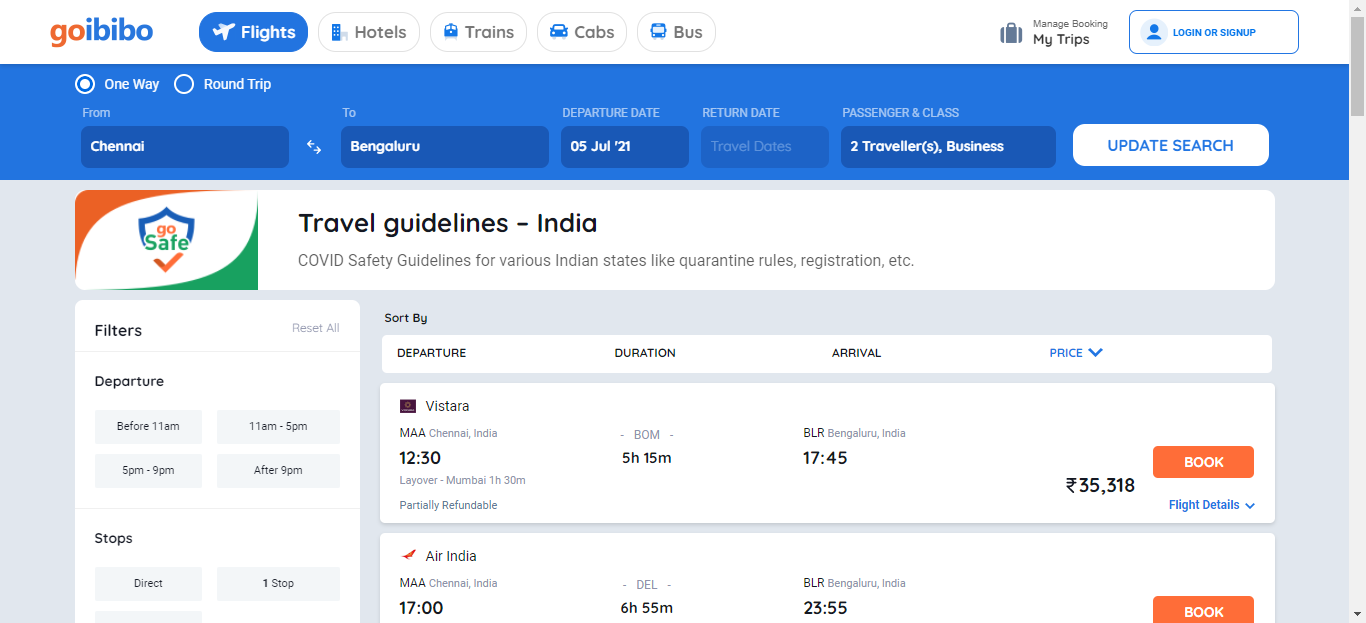 goibibo
Flights
Hotels
Trains
Cabs
Bus
Manage Booking
My Trips
LOGIN OR SIGNUP
One Way
Round Trip
From
To
DEPARTURE DATE
RETURN DATE
PASSENGER & CLASS
Chennai
Bengaluru
05 Jul '21
Travel Dates
2 Traveller(s), Business
UPDATE SEARCH
go
Safe
Travel guidelines – India
COVID Safety Guidelines for various Indian states like quarantine rules, registration, etc.
Filters
Reset All
Departure
Before 11am
11am - 5pm
5pm - 9pm
After 9pm
Stops
Direct
1 Stop
Sort By
DEPARTURE
DURATION
ARRIVAL
PRICE
Vistara
MAA Chennai, India
- BOM -
BLR Bengaluru, India
12:30
5h 15m
17:45
Layover - Mumbai 1h 30m
Partially Refundable
₹35,318
BOOK
Flight Details
Air India
MAA Chennai, India
- DEL -
BLR Bengaluru, India
17:00
6h 55m
23:55
BOOK